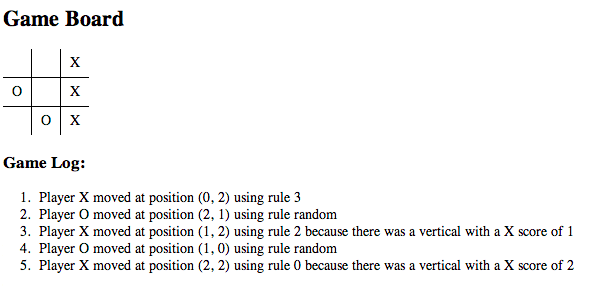 Game Board
X
O X
O X
Game Log:
1. Player X moved at position (0, 2) using rule 3
2. Player O moved at position (2, 1) using rule random
3. Player X moved at position (1, 2) using rule 2 because there was a vertical with a X score of 1
4. Player O moved at position (1, 0) using rule random
5. Player X moved at position (2, 2) using rule 0 because there was a vertical with a X score of 2